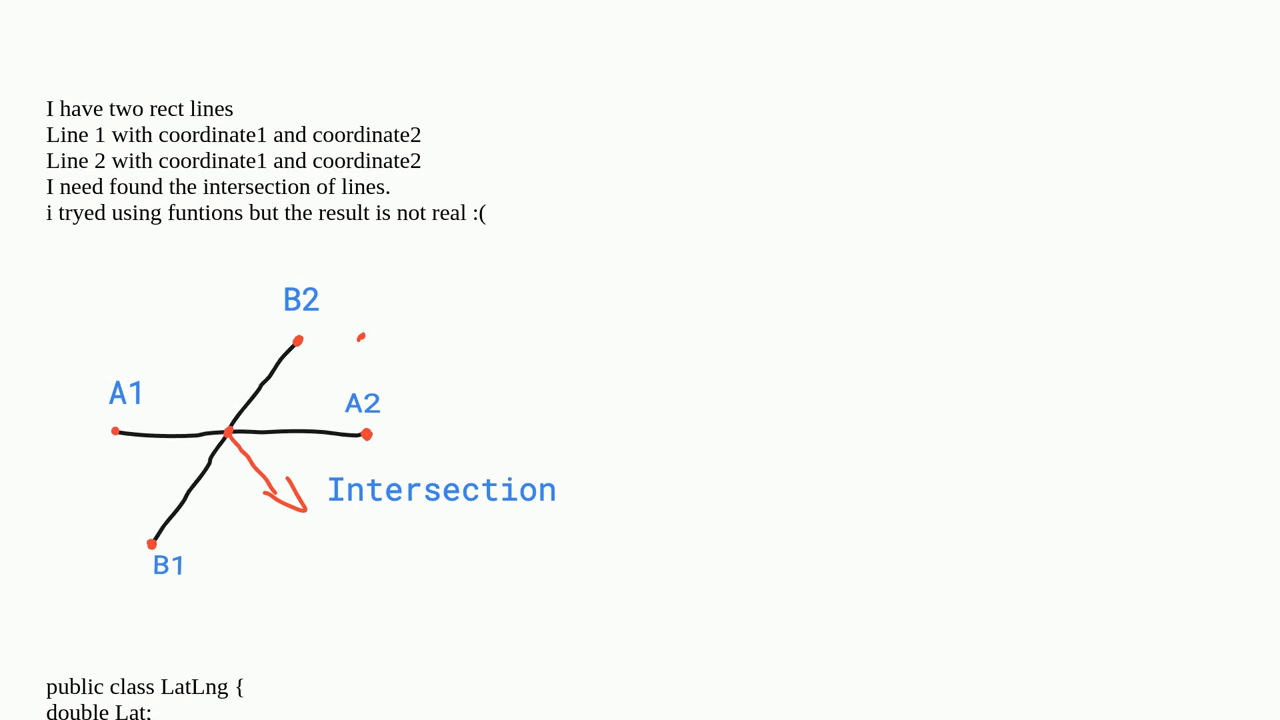 I have two rect lines
Line 1 with coordinate1 and coordinate2
Line 2 with coordinate1 and coordinate2
I need found the intersection of lines.
i tryed using funtions but the result is not real :(
B2
A1
A2
Intersection
B1
public class LatLng {
double Lat;